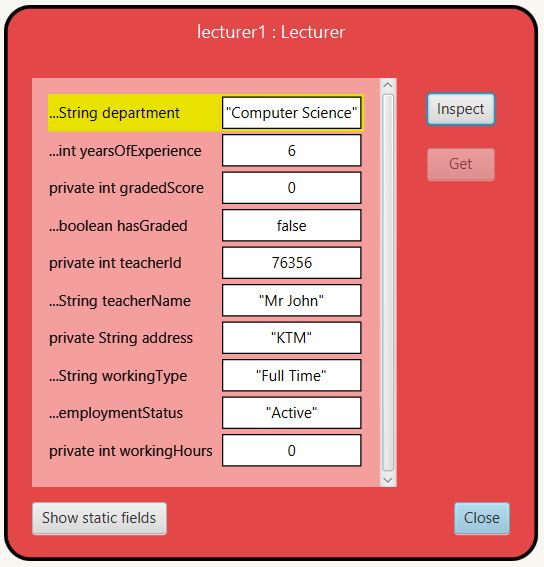 lecturer1 : Lecturer
...String department "Computer Science"
Inspect
...int yearsOfExperience 6
Get
private int gradedScore 0
...boolean hasGraded false
private int teacherId 76356
...String teacherName "Mr John"
private String address "KTM"
...String workingType "Full Time"
...employmentStatus "Active"
private int workingHours 0
Show static fields
Close